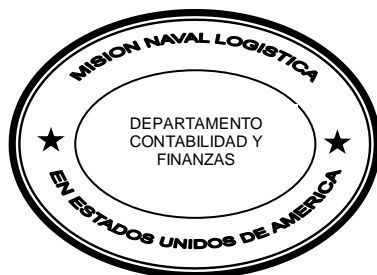 MISION NAVAL LOGISTICA
DEPARTAMENTO
CONTABILIDAD Y
FINANZAS
EN ESTADOS UNIDOS DE AMERICA